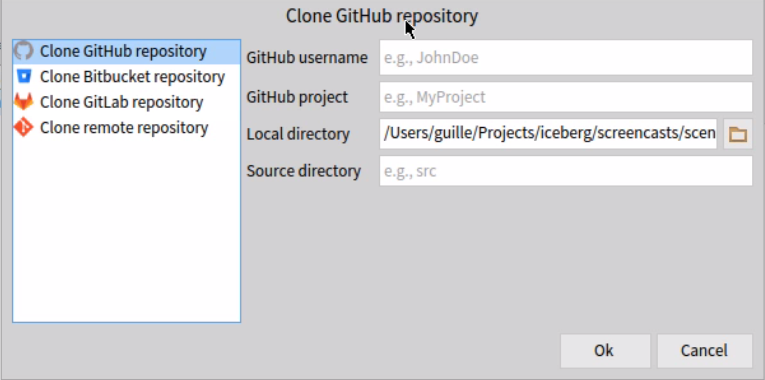 Clone GitHub repository
Clone GitHub repository
Clone Bitbucket repository
Clone GitLab repository
Clone remote repository
GitHub username e.g., JohnDoe
GitHub project e.g., MyProject
Local directory /Users/guille/Projects/iceberg/screencasts/scen
Source directory e.g., src
Ok Cancel